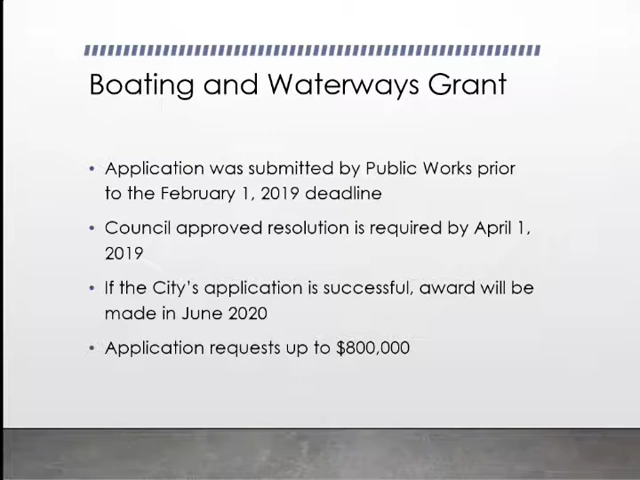 Boating and Waterways Grant
• Application was submitted by Public Works prior
to the February 1, 2019 deadline
• Council approved resolution is required by April 1,
2019
• If the City's application is successful, award will be
made in June 2020
• Application requests up to $800,000